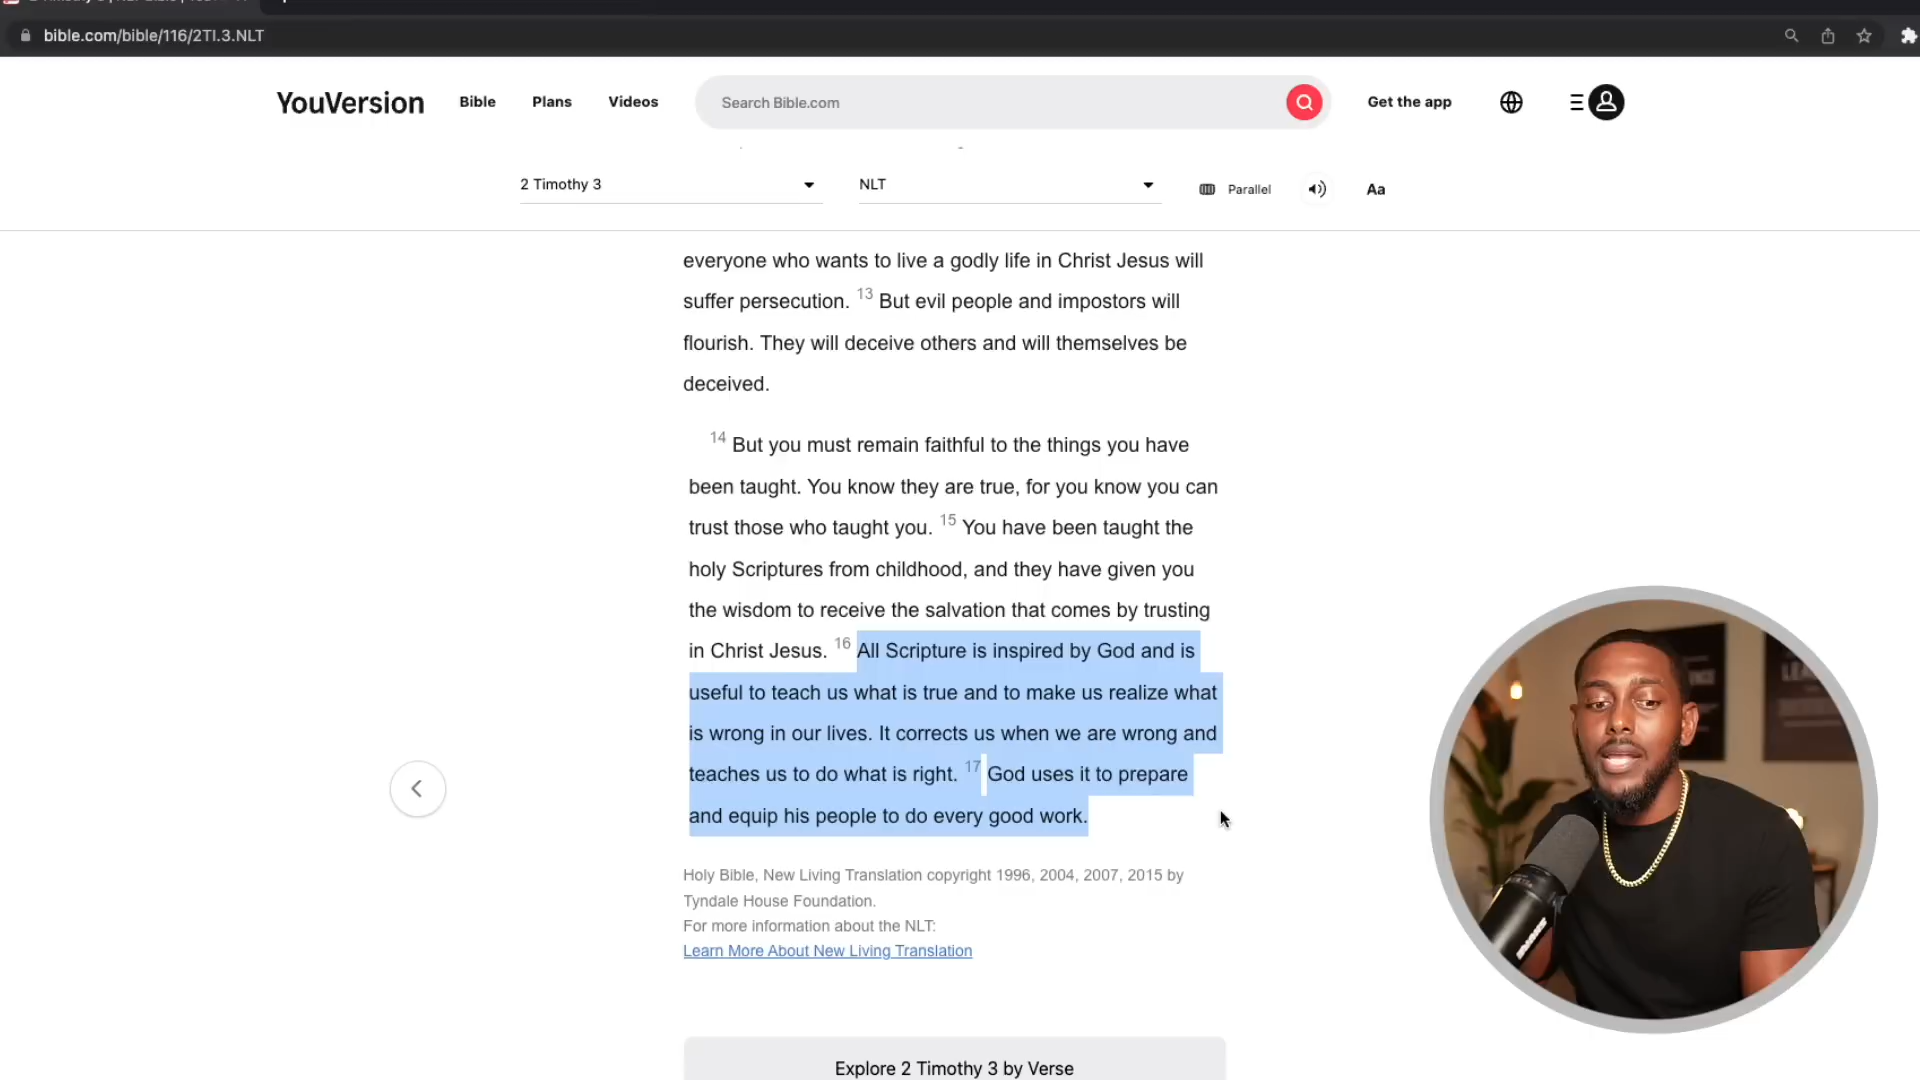 bible.com/bible/116/2TI.3.NLT
YouVersion Bible Plans Videos Search Bible.com Get the app
2 Timothy 3 NLT Parallel Aa
everyone who wants to live a godly life in Christ Jesus will
suffer persecution. 13 But evil people and impostors will
flourish. They will deceive others and will themselves be
deceived.
14 But you must remain faithful to the things you have
been taught. You know they are true, for you know you can
trust those who taught you. 15 You have been taught the
holy Scriptures from childhood, and they have given you
the wisdom to receive the salvation that comes by trusting
in Christ Jesus. 16 All Scripture is inspired by God and is
useful to teach us what is true and to make us realize what
is wrong in our lives. It corrects us when we are wrong and
teaches us to do what is right. 17 God uses it to prepare
and equip his people to do every good work.
Holy Bible, New Living Translation copyright 1996, 2004, 2007, 2015 by
Tyndale House Foundation.
For more information about the NLT:
Learn More About New Living Translation
Explore 2 Timothy 3 by Verse